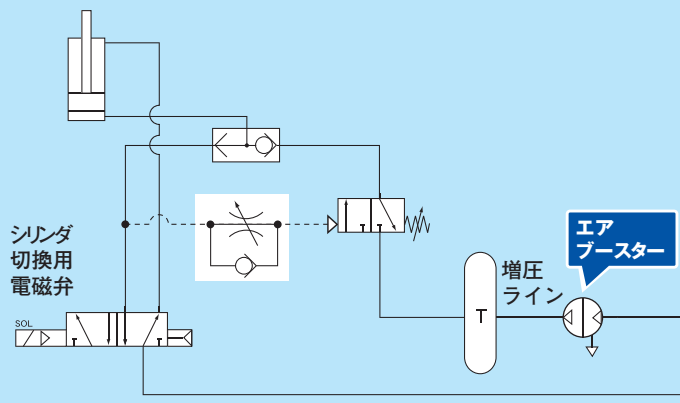 シリンダ
切換用
電磁弁
SOL
増圧
ライン
エア
ブースター